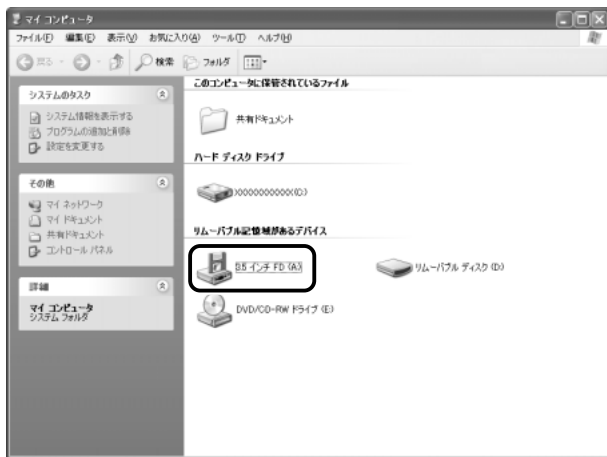 マイ コンピュータ
ファイル(F) 編集(E) 表示(V) お気に入り(A) ツール(T) ヘルプ(H)
戻る 検索 フォルダ
システムのタスク
システム情報を表示する
プログラムの追加と削除
設定を変更する
その他
マイ ネットワーク
マイ ドキュメント
共有ドキュメント
コントロール パネル
詳細
マイ コンピュータ
システム フォルダ
このコンピュータに保管されているファイル
共有ドキュメント
ハード ディスク ドライブ
XXXXXXXXXXX(C:)
リムーバブル記憶域があるデバイス
3.5 インチ FD (A:)
リムーバブル ディスク (D:)
DVD/CD-RW ドライブ (E:)